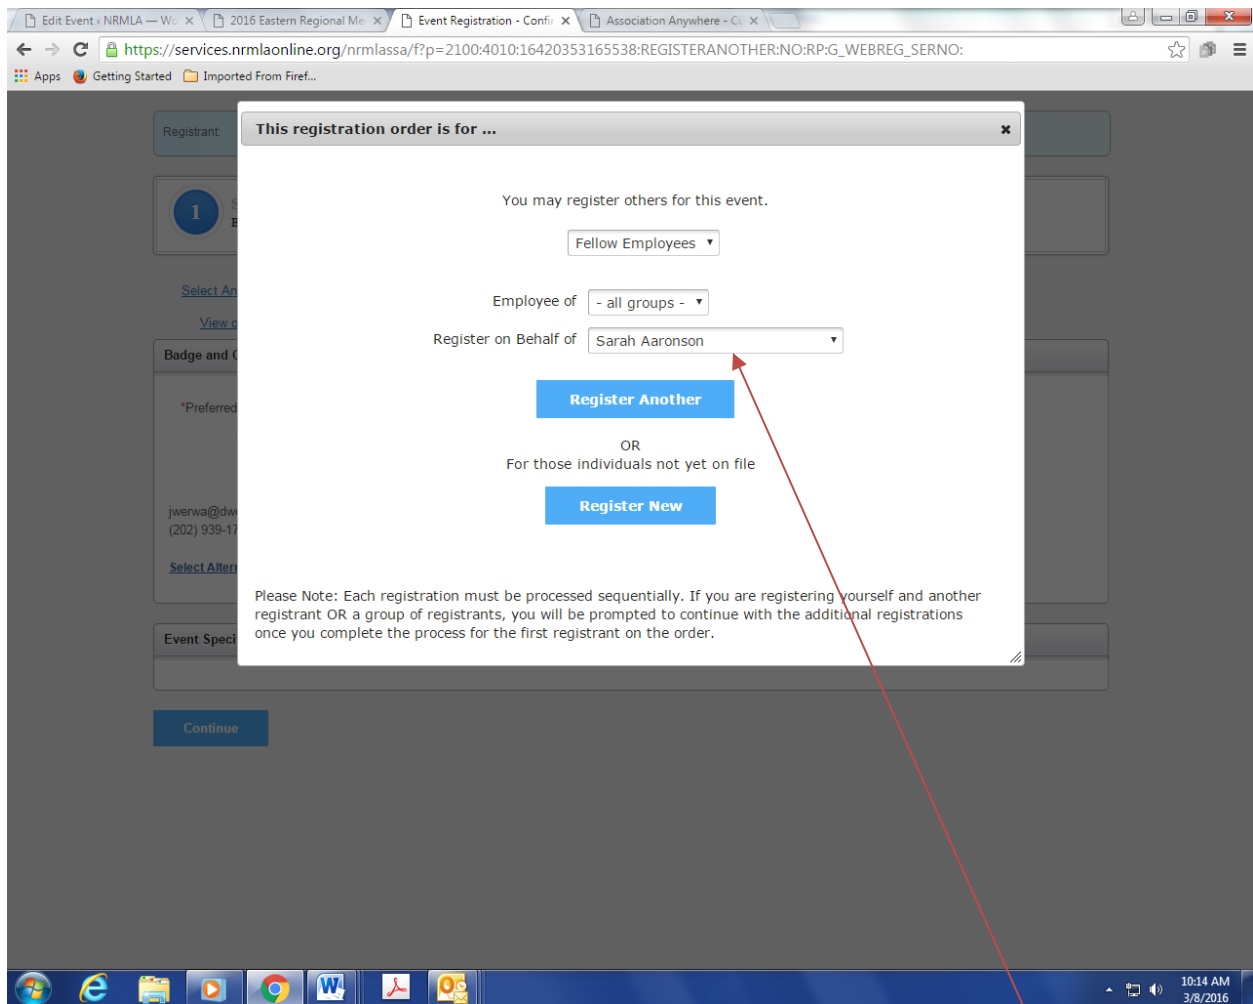 Edit Event ‹ NRMLA — Wo
2016 Eastern Regional Me
Event Registration - Confir
Association Anywhere - Cu
https://services.nrmlaonline.org/nrmlassa/f?p=2100:4010:16420353165538:REGISTERANOTHER:NO:RP:G_WEBREG_SERNO:
Apps Getting Started Imported From Firef...
Registrant:
This registration order is for ...
1
You may register others for this event.
Fellow Employees
Select An
Employee of - all groups -
View o
Register on Behalf of Sarah Aaronson
Badge and
Register Another
*Preferred
OR
For those individuals not yet on file
Register New
jwerwa@dw
(202) 939-17
Select Altern
Please Note: Each registration must be processed sequentially. If you are registering yourself and another
registrant OR a group of registrants, you will be prompted to continue with the additional registrations
once you complete the process for the first registrant on the order.
Event Speci
Continue
10:14 AM
3/8/2016